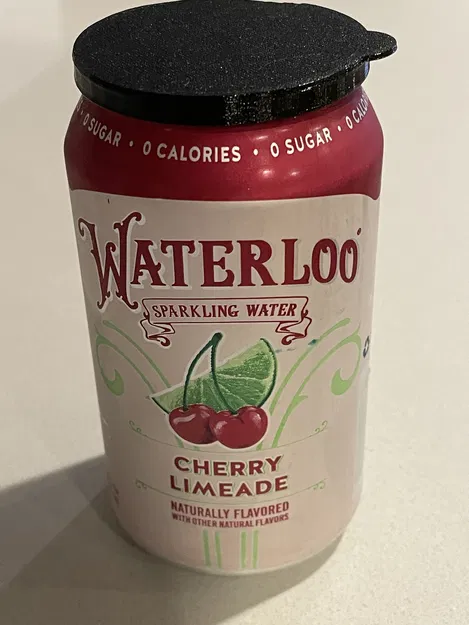 0 SUGAR • 0 CALORIES • 0 SUGAR • 0 CALO
WATERLOO
SPARKLING WATER
CHERRY
LIMEADE
NATURALLY FLAVORED
WITH OTHER NATURAL FLAVORS